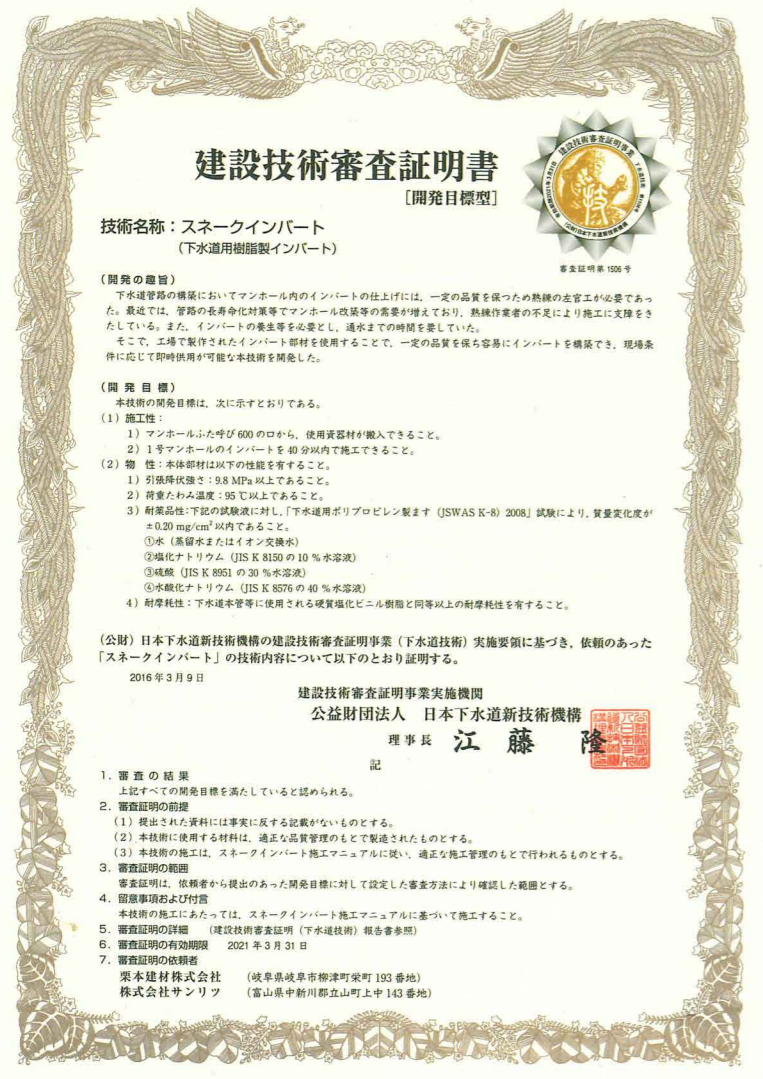 建設技術審査証明書
［開発目標型］
建設技術審査証明事業
審査証明第 1506 号
技術名称：スネークインバート
（下水道用樹脂製インバート）
（開発の趣旨）
下水道管路の構築においてマンホール内のインバートの仕上げには，一定の品質を保つため熟練の左官工が必要であっ
た。最近では，管路の長寿命化対策等でマンホール改築等の需要が増えており，熟練作業者の不足により施工に支障をき
たしている。また，インバートの養生等を必要とし，通水までの時間を要していた。
そこで，工場で製作されたインバート部材を使用することで，一定の品質を保ち容易にインバートを構築でき，現場条
件に応じて即時供用が可能な本技術を開発した。
（開 発 目 標）
本技術の開発目標は，次に示すとおりである。
（1）施工性：
1）マンホールふた呼び 600 の口から，使用資器材が搬入できること。
2）1号マンホールのインバートを 40 分以内で施工できること。
（2）物　性：本体部材は以下の性能を有すること。
1）引張降伏強さ：9.8 MPa 以上であること。
2）荷重たわみ温度：95 ℃以上であること。
3）耐薬品性：下記の試験液に対し，「下水道用ポリプロピレン製ます（JSWAS K-8）2008」試験により，質量変化度が
±0.20 mg/cm²以内であること。
①水（蒸留水またはイオン交換水）
②塩化ナトリウム（JIS K 8150 の 10 ％水溶液）
③硫酸（JIS K 8951 の 30 ％水溶液）
④水酸化ナトリウム（JIS K 8576 の 40 ％水溶液）
4）耐摩耗性：下水道本管等に使用される硬質塩化ビニル樹脂と同等以上の耐摩耗性を有すること。
（公財）日本下水道新技術機構の建設技術審査証明事業（下水道技術）実施要領に基づき，依頼のあった
「スネークインバート」の技術内容について以下のとおり証明する。
2016 年 3 月 9 日
建設技術審査証明事業実施機関
公益財団法人　日本下水道新技術機構
理事長　江藤　隆
記
1．審 査 の 結 果
上記すべての開発目標を満たしていると認められる。
2．審査証明の前提
（1）提出された資料には事実に反する記載がないものとする。
（2）本技術に使用する材料は，適正な品質管理のもとで製造されたものとする。
（3）本技術の施工は，スネークインバート施工マニュアルに従い，適正な施工管理のもとで行われるものとする。
3．審査証明の範囲
審査証明は，依頼者から提出のあった開発目標に対して設定した審査方法により確認した範囲とする。
4．留意事項および付言
本技術の施工にあたっては，スネークインバート施工マニュアルに基づいて施工すること。
5．審査証明の詳細　（建設技術審査証明（下水道技術）報告書参照）
6．審査証明の有効期限　2021 年 3 月 31 日
7．審査証明の依頼者
栗本建材株式会社　（岐阜県岐阜市柳津町栄町 193 番地）
株式会社サンリツ　（富山県中新川郡立山町上中 143 番地）